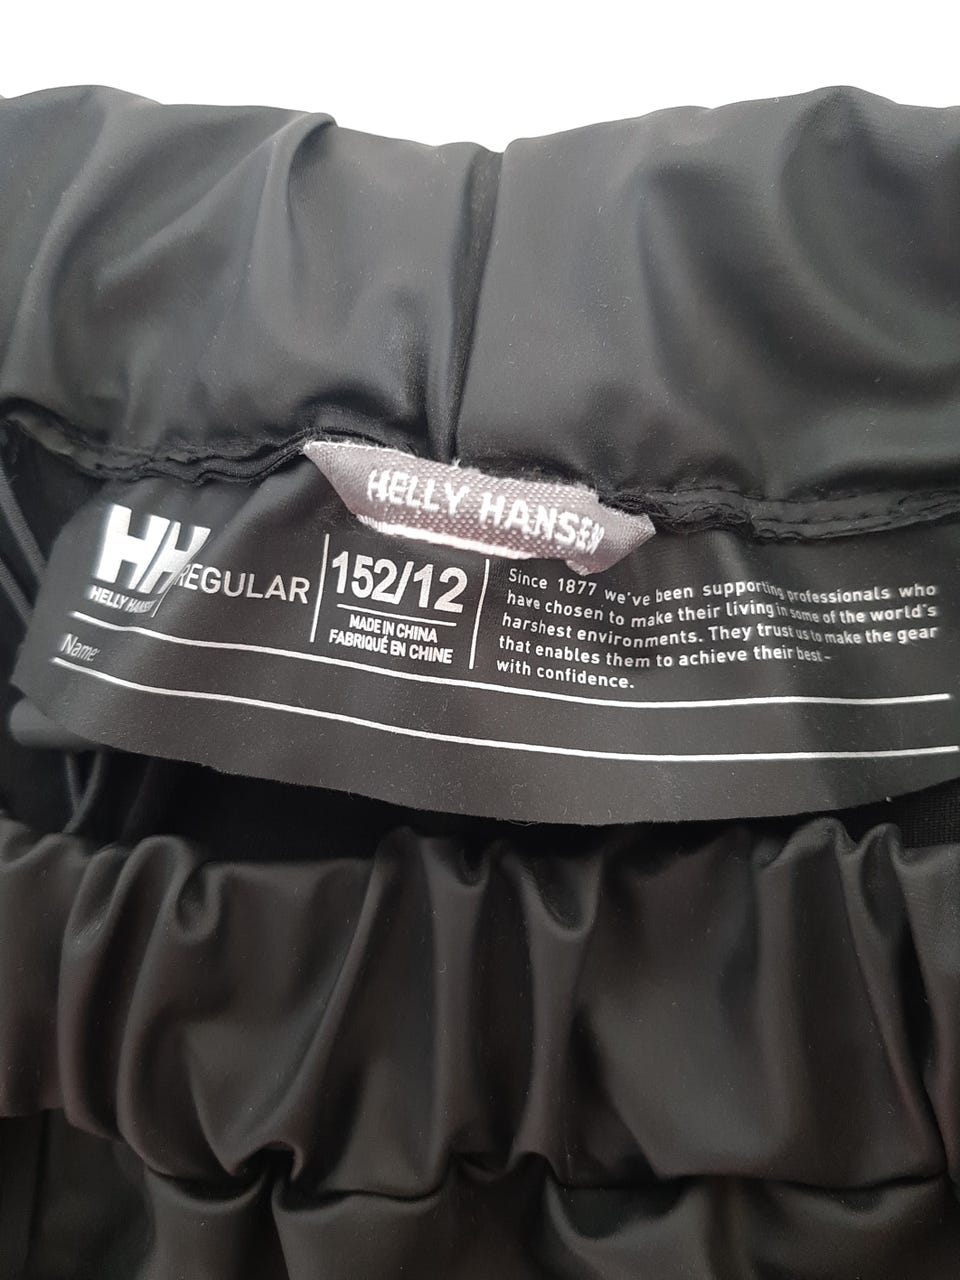 HELLY HANSEN
HH
HELLY HANSEN
REGULAR
152/12
MADE IN CHINA
FABRIQUÉ EN CHINE
Since 1877 we've been supporting professionals who
have chosen to make their living in some of the world's
harshest environments. They trust us to make the gear
that enables them to achieve their best-
with confidence.
Name: